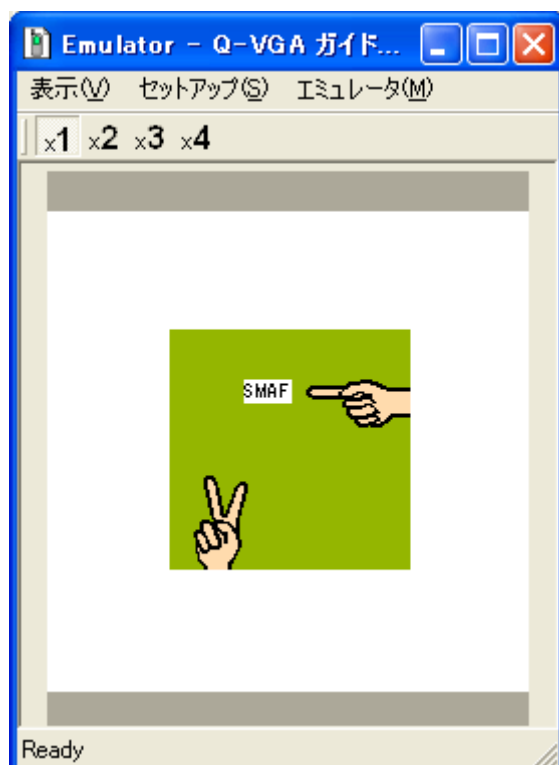 Emulator - Q-VGA ガイド...
表示(V) セットアップ(S) エミュレータ(M)
x1 x2 x3 x4
SMAF
Ready